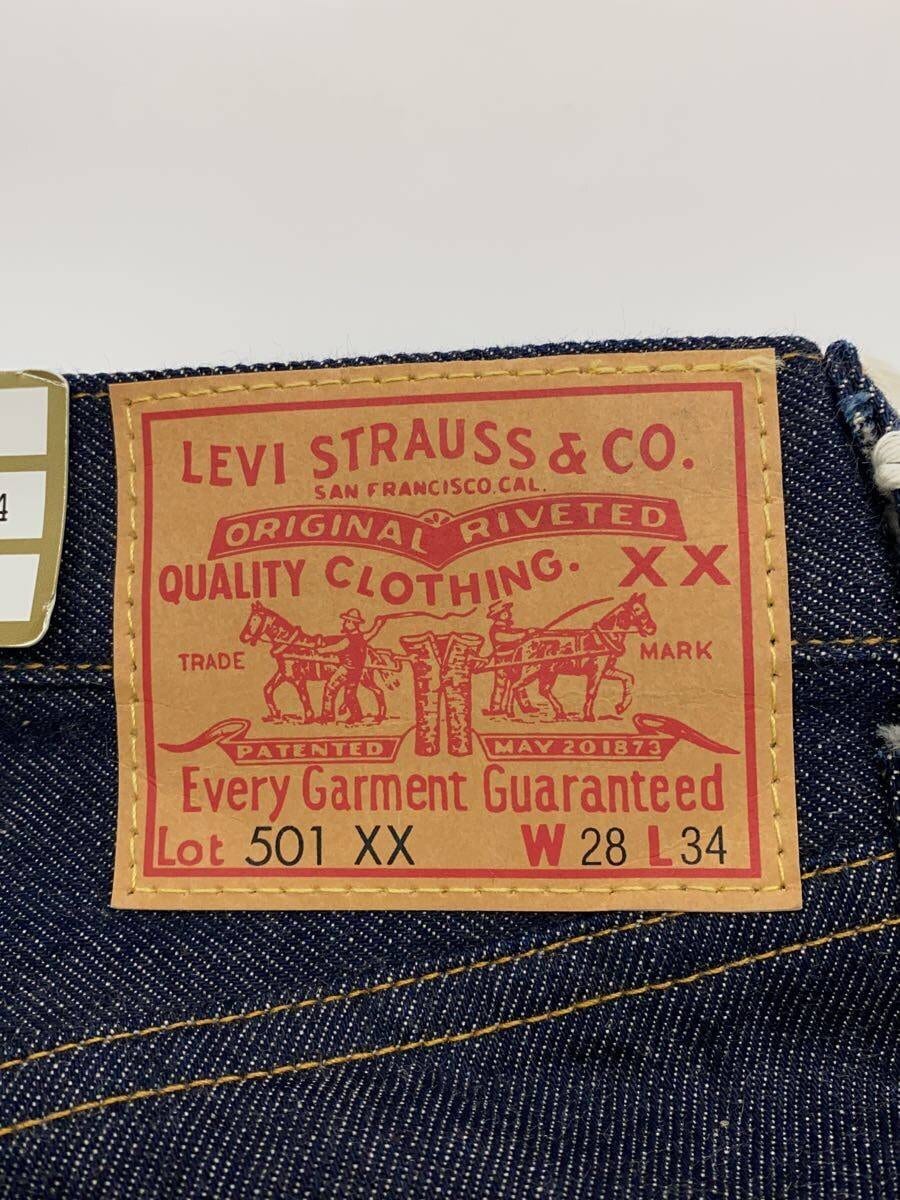 LEVI STRAUSS & CO.
SAN FRANCISCO, CAL.
ORIGINAL RIVETED
QUALITY CLOTHING. XX
TRADE MARK
PATENTED MAY 20 1873
Every Garment Guaranteed
Lot 501 XX W 28 L 34
4